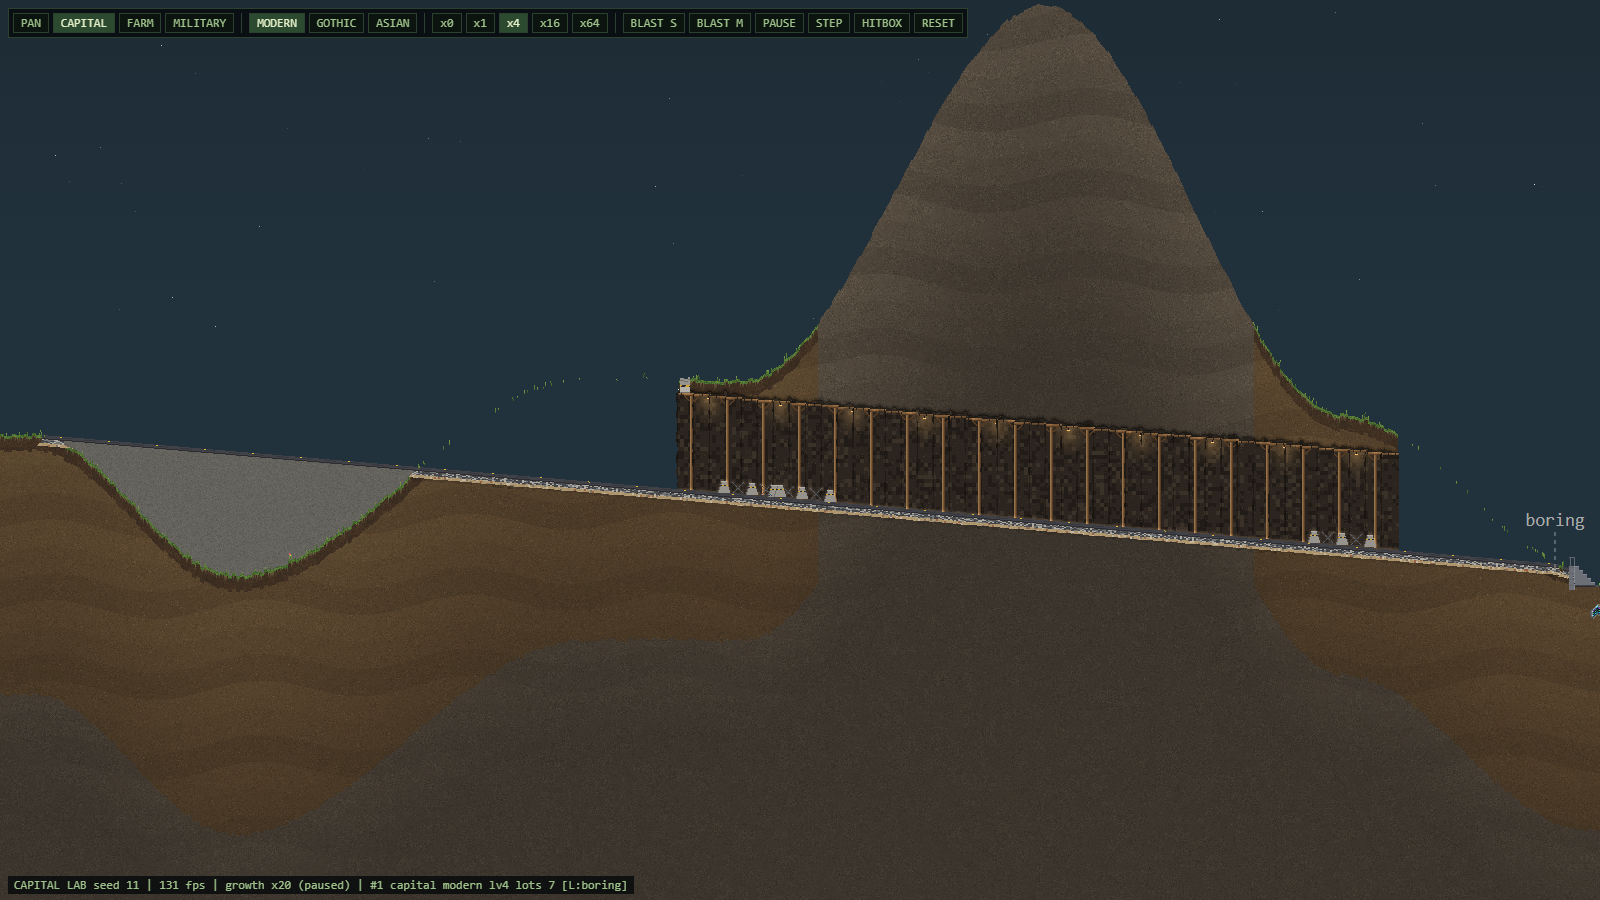 PAN CAPITAL FARM MILITARY MODERN GOTHIC ASIAN x0 x1 x4 x16 x64 BLAST S BLAST M PAUSE STEP HITBOX RESET
boring
CAPITAL LAB seed 11 | 131 fps | growth x20 (paused) | #1 capital modern lv4 lots 7 [L:boring]